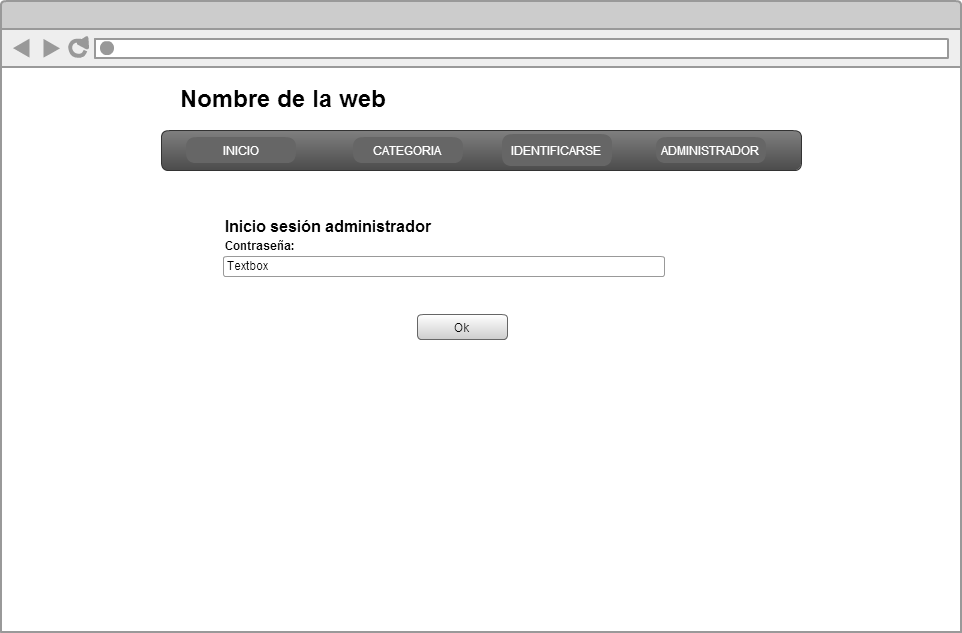 Nombre de la web
INICIO CATEGORIA IDENTIFICARSE ADMINISTRADOR
Inicio sesión administrador
Contraseña:
Textbox
Ok